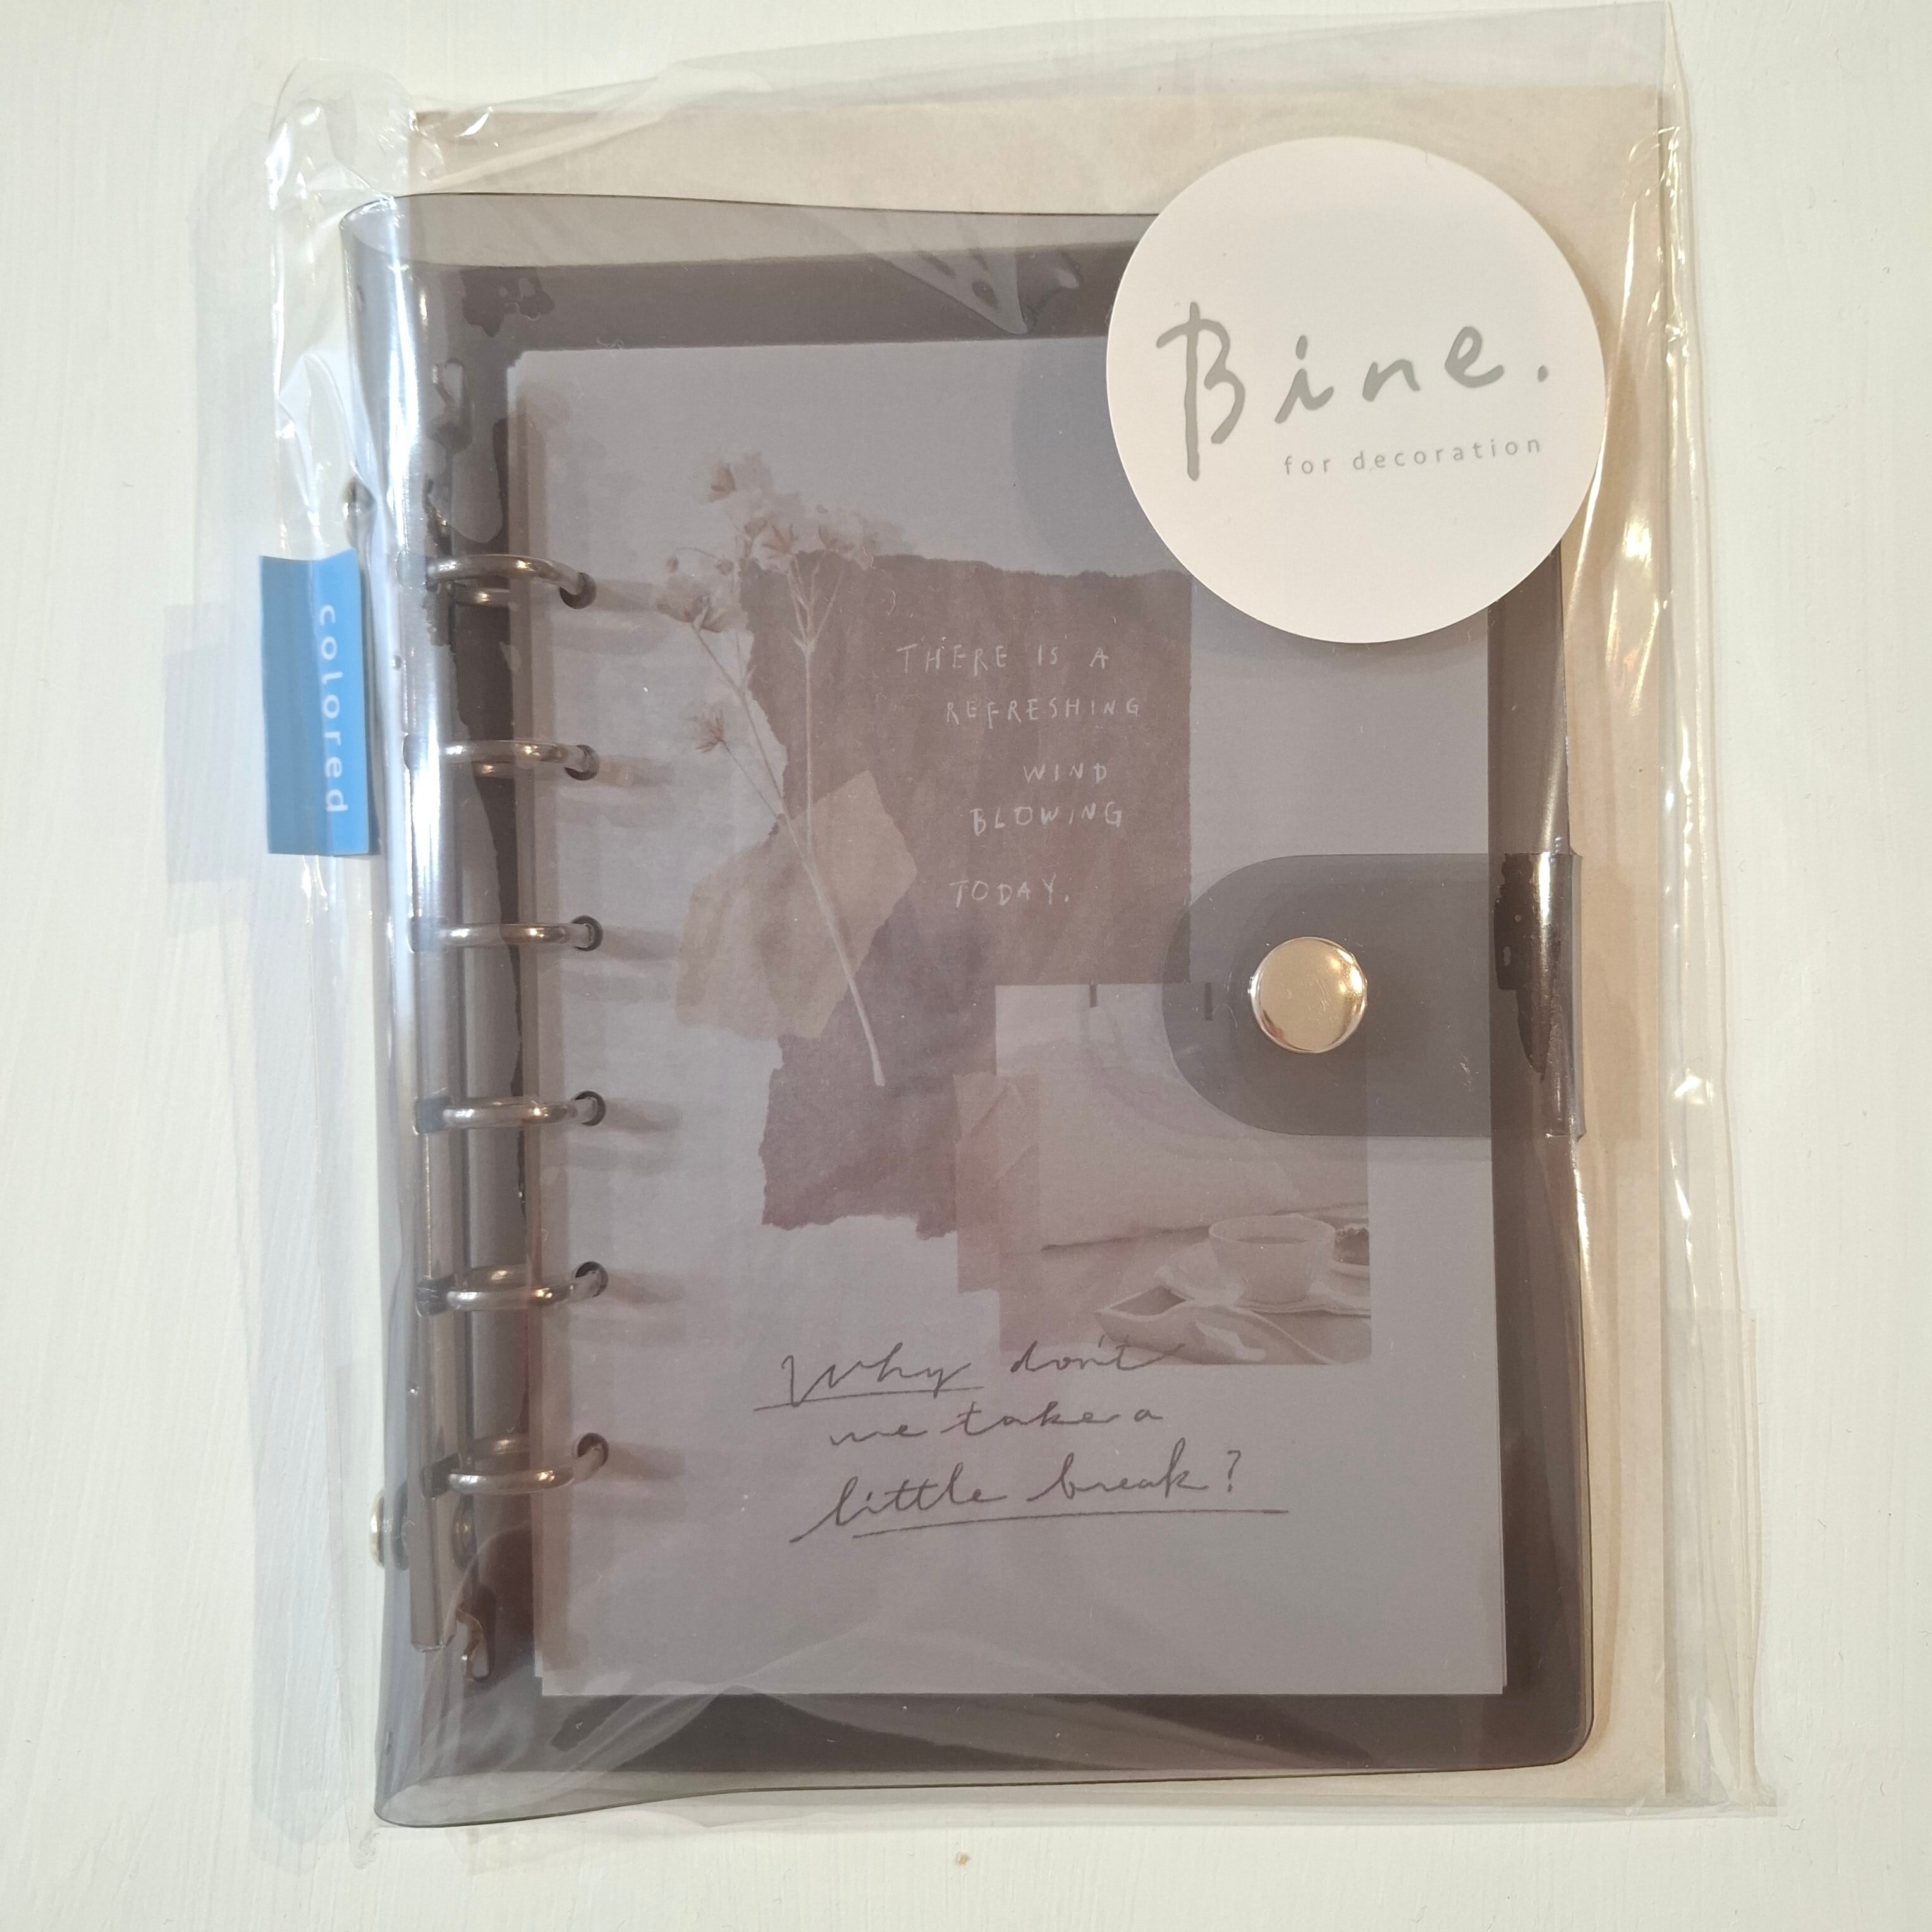 Bine.
for decoration
colored
THERE IS A
REFRESHING
WIND
BLOWING
TODAY.
Why don't
we take a
little break?